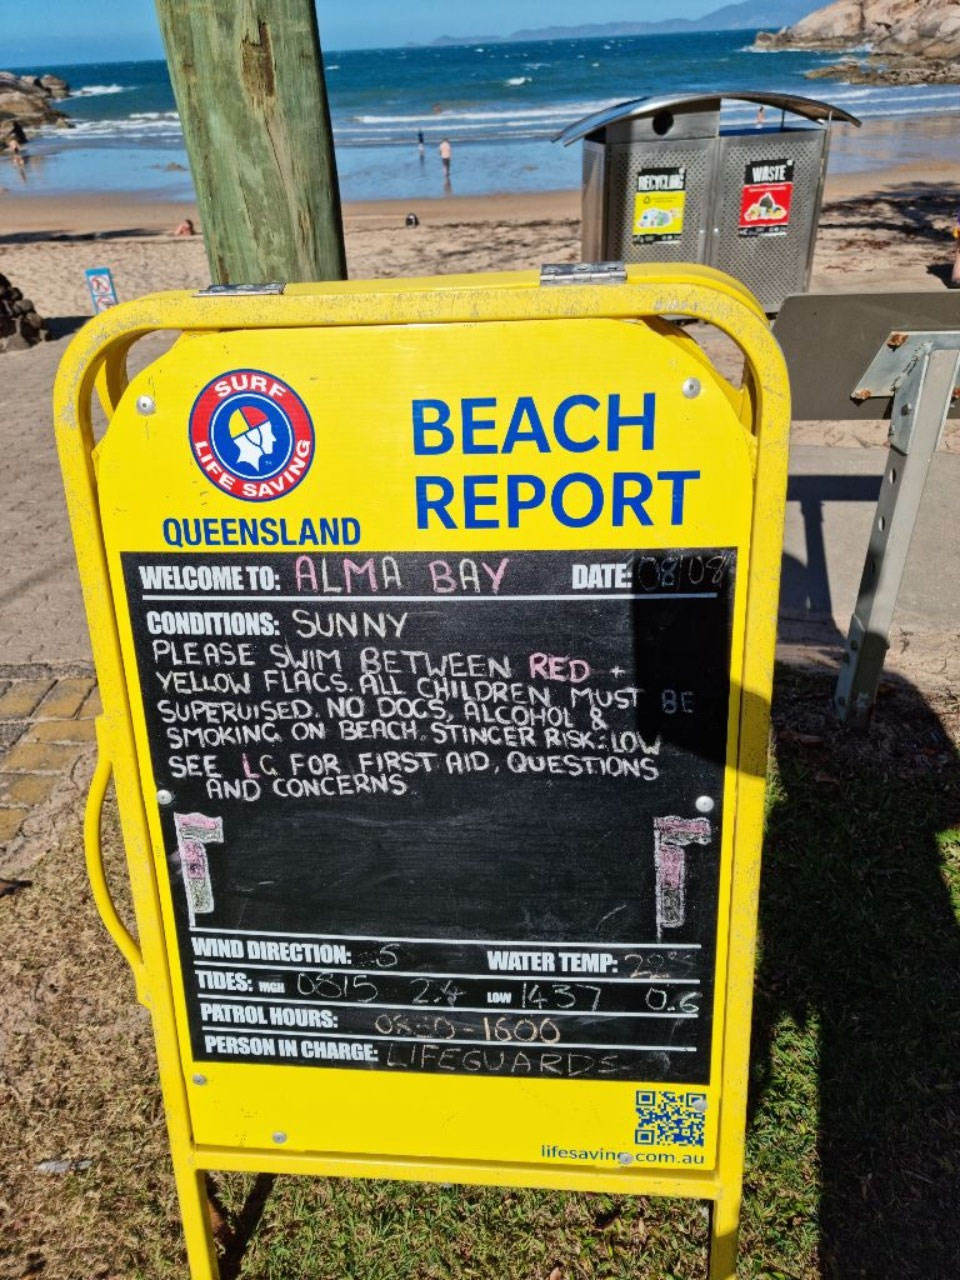 RECYCLING
WASTE
SURF
LIFE SAVING
QUEENSLAND
BEACH
REPORT
WELCOME TO: ALMA BAY DATE: 08/08
CONDITIONS: SUNNY
PLEASE SWIM BETWEEN RED +
YELLOW FLAGS. ALL CHILDREN MUST BE
SUPERVISED. NO DOGS, ALCOHOL &
SMOKING ON BEACH. STINGER RISK: LOW
SEE LG FOR FIRST AID, QUESTIONS
AND CONCERNS
WIND DIRECTION: S WATER TEMP:
TIDES: HIGH 0815 2.4 LOW 1437 0.6
PATROL HOURS: -1600
PERSON IN CHARGE: LIFEGUARDS
lifesaving.com.au